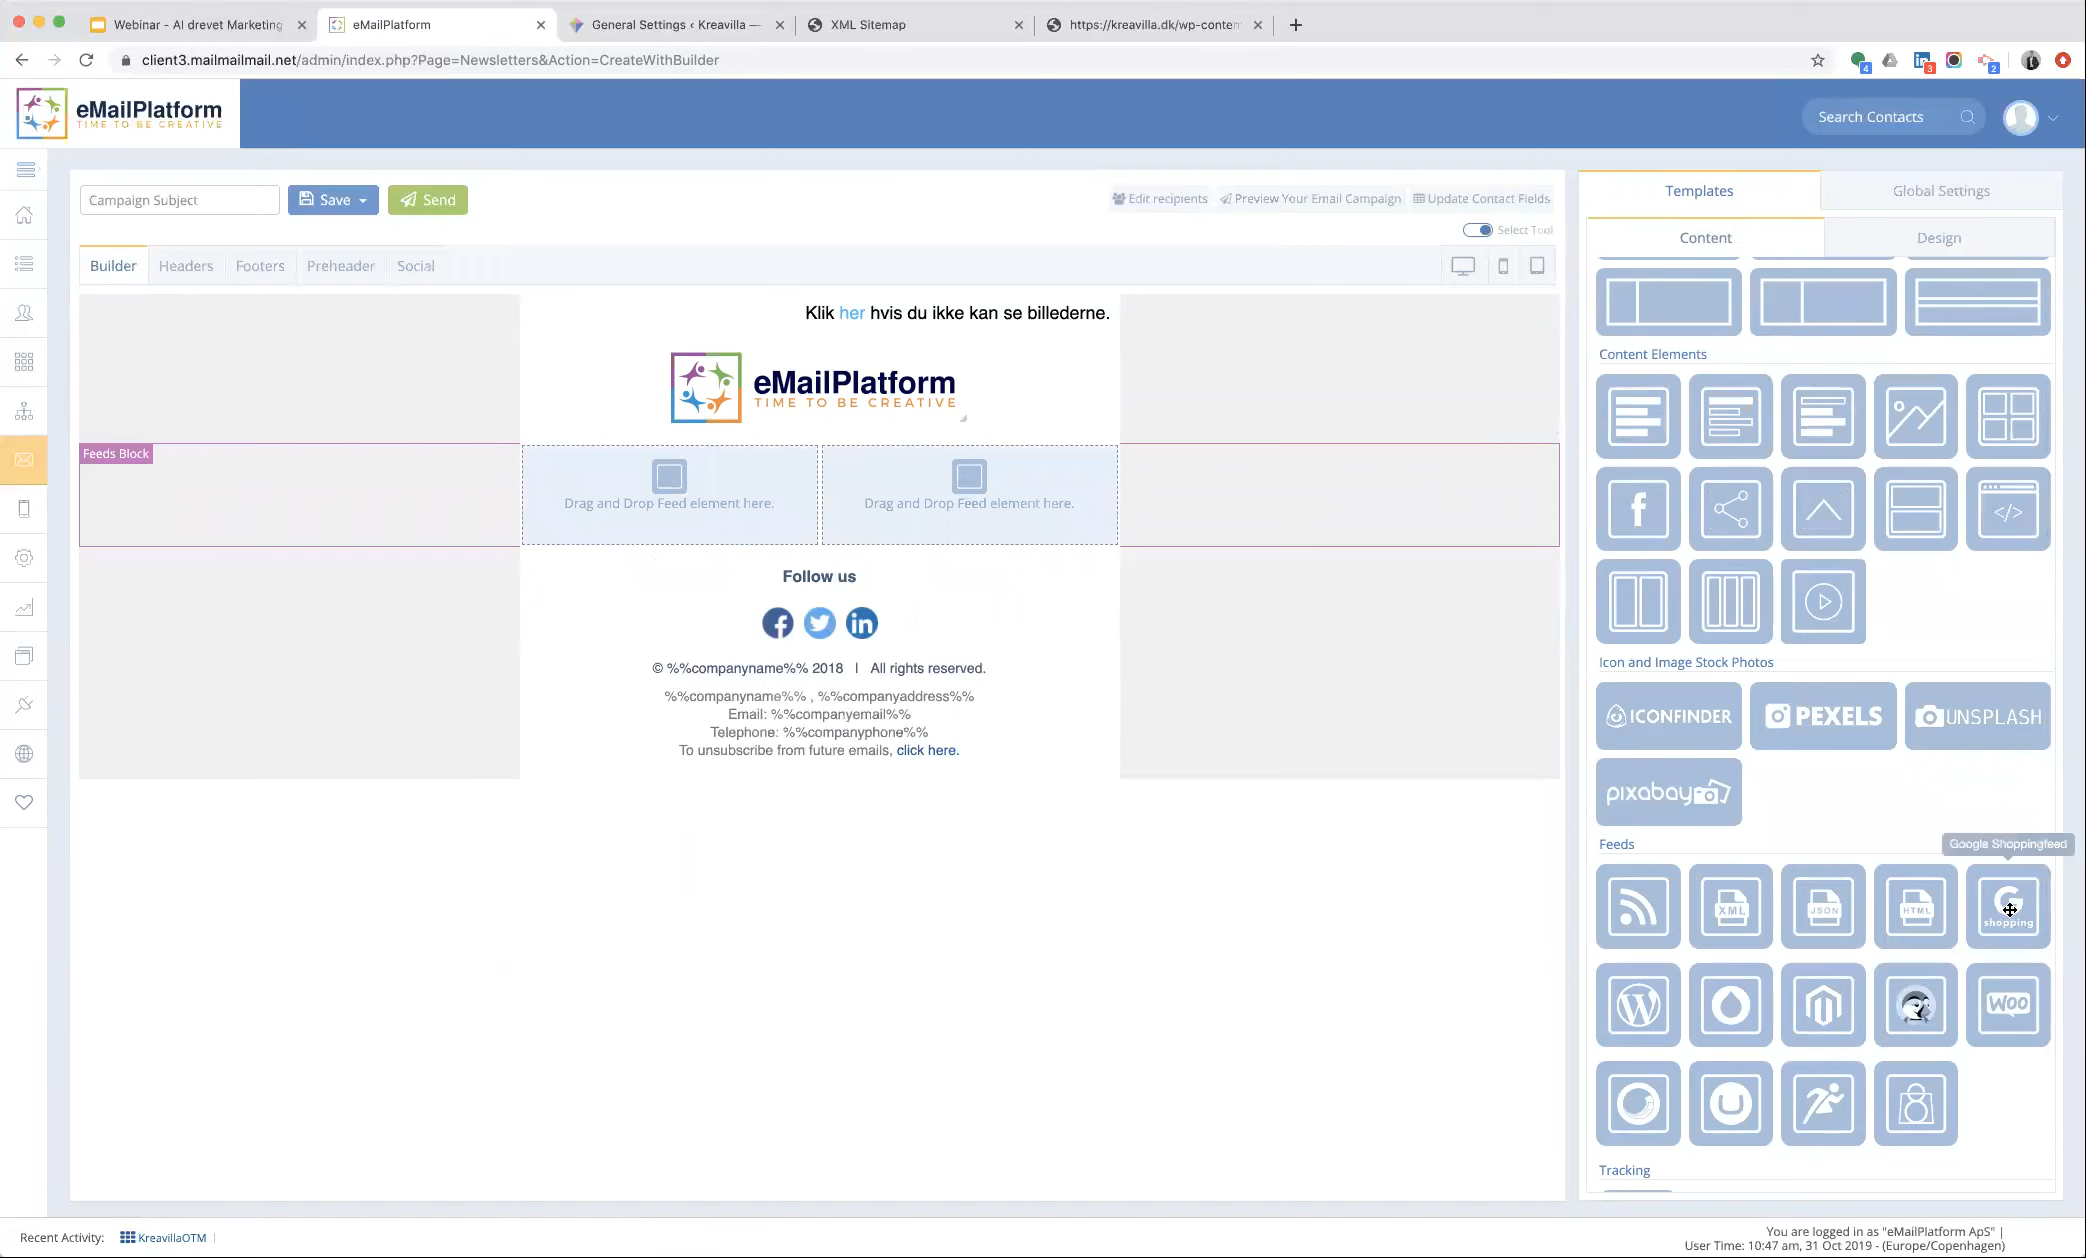 Webinar - AI drevet Marketing
eMailPlatform
General Settings ‹ Kreavilla —
XML Sitemap
https://kreavilla.dk/wp-conten
client3.mailmailmail.net/admin/index.php?Page=Newsletters&Action=CreateWithBuilder
4
3
2
eMailPlatform
TIME TO BE CREATIVE
Search Contacts
Campaign Subject
Save
Send
Edit recipients
Preview Your Email Campaign
Update Contact Fields
Select Tool
Templates
Global Settings
Content
Design
Builder
Headers
Footers
Preheader
Social
Klik her hvis du ikke kan se billederne.
eMailPlatform
TIME TO BE CREATIVE
Feeds Block
Drag and Drop Feed element here.
Drag and Drop Feed element here.
Follow us
© %%companyname%% 2018 | All rights reserved.
%%companyname%% , %%companyaddress%%
Email: %%companyemail%%
Telephone: %%companyphone%%
To unsubscribe from future emails, click here.
Content Elements
Icon and Image Stock Photos
ICONFINDER
PEXELS
UNSPLASH
pixabay
Feeds
Google Shoppingfeed
XML
JSON
HTML
G
shopping
WOO
Tracking
Recent Activity:
KreavillaOTM
You are logged in as "eMailPlatform ApS" |
User Time: 10:47 am, 31 Oct 2019 - (Europe/Copenhagen)